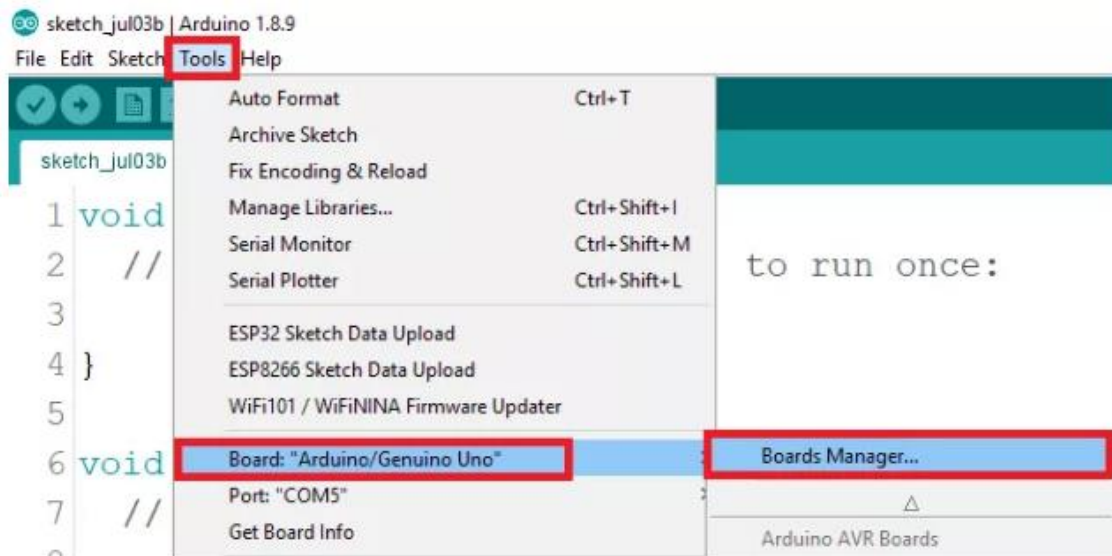 sketch_jul03b | Arduino 1.8.9
File Edit Sketch Tools Help
sketch_jul03b
Auto Format Ctrl+T
Archive Sketch
Fix Encoding & Reload
Manage Libraries... Ctrl+Shift+I
Serial Monitor Ctrl+Shift+M
Serial Plotter Ctrl+Shift+L
ESP32 Sketch Data Upload
ESP8266 Sketch Data Upload
WiFi101 / WiFiNINA Firmware Updater
Board: "Arduino/Genuino Uno"
Port: "COM5"
Get Board Info
Boards Manager...
Arduino AVR Boards
1 void
2 // to run once:
3
4 }
5
6 void
7 //